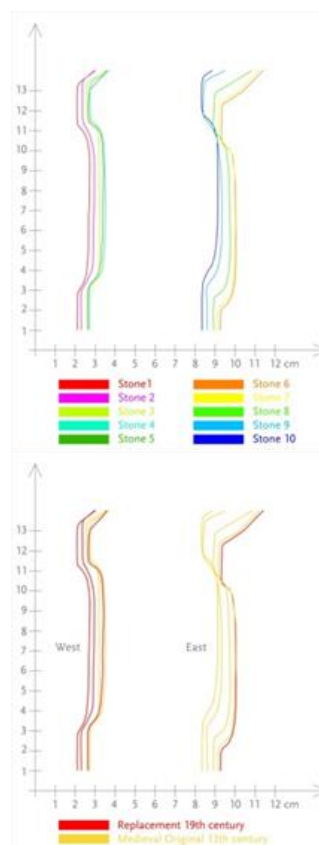 13
12
11
10
9
8
7
6
5
4
3
2
1
1 2 3 4 5 6 7 8 9 10 11 12 cm
Stone1 Stone 6
Stone 2 Stone 7
Stone 3 Stone 8
Stone 4 Stone 9
Stone 5 Stone 10
13
12
11
10
9
8
7
West East
6
5
4
3
2
1
1 2 3 4 5 6 7 8 9 10 11 12 cm
Replacement 19th century
Medieval Original 13th century